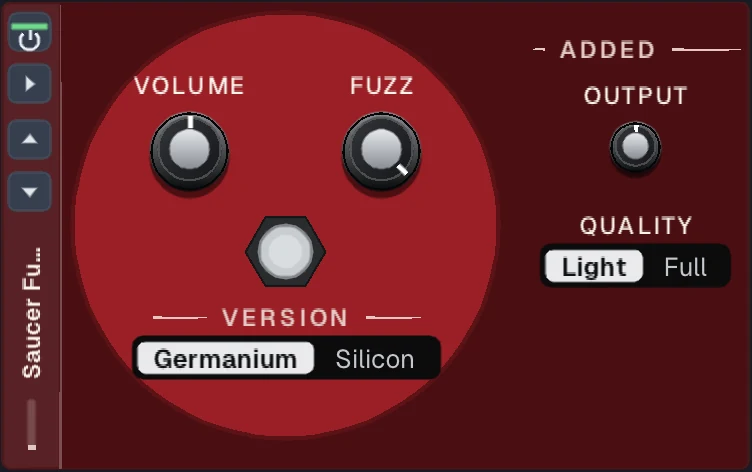 Saucer Fu...
VOLUME
FUZZ
VERSION
Germanium
Silicon
ADDED
OUTPUT
QUALITY
Light
Full